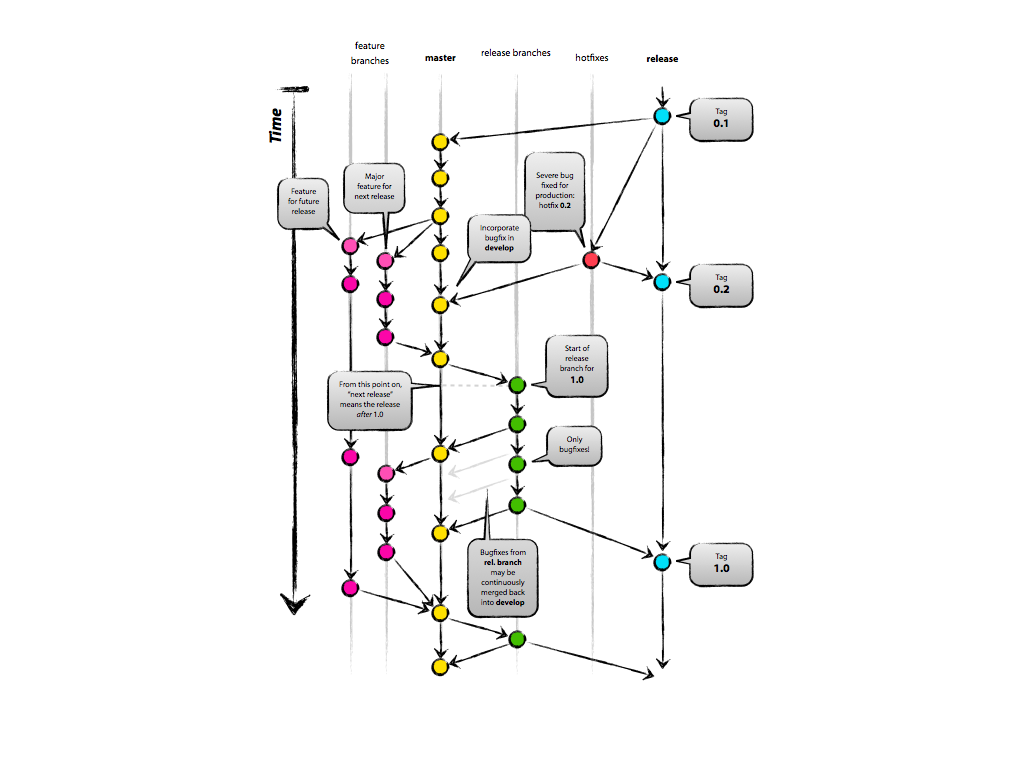 feature
branches
master
release branches
hotfixes
release
Time
Tag
0.1
Feature
for future
release
Major
feature for
next release
Severe bug
fixed for
production:
hotfix 0.2
Incorporate
bugfix in
develop
Tag
0.2
Start of
release
branch for
1.0
From this point on,
“next release”
means the release
after 1.0
Only
bugfixes!
Bugfixes from
rel. branch
may be
continuously
merged back
into develop
Tag
1.0